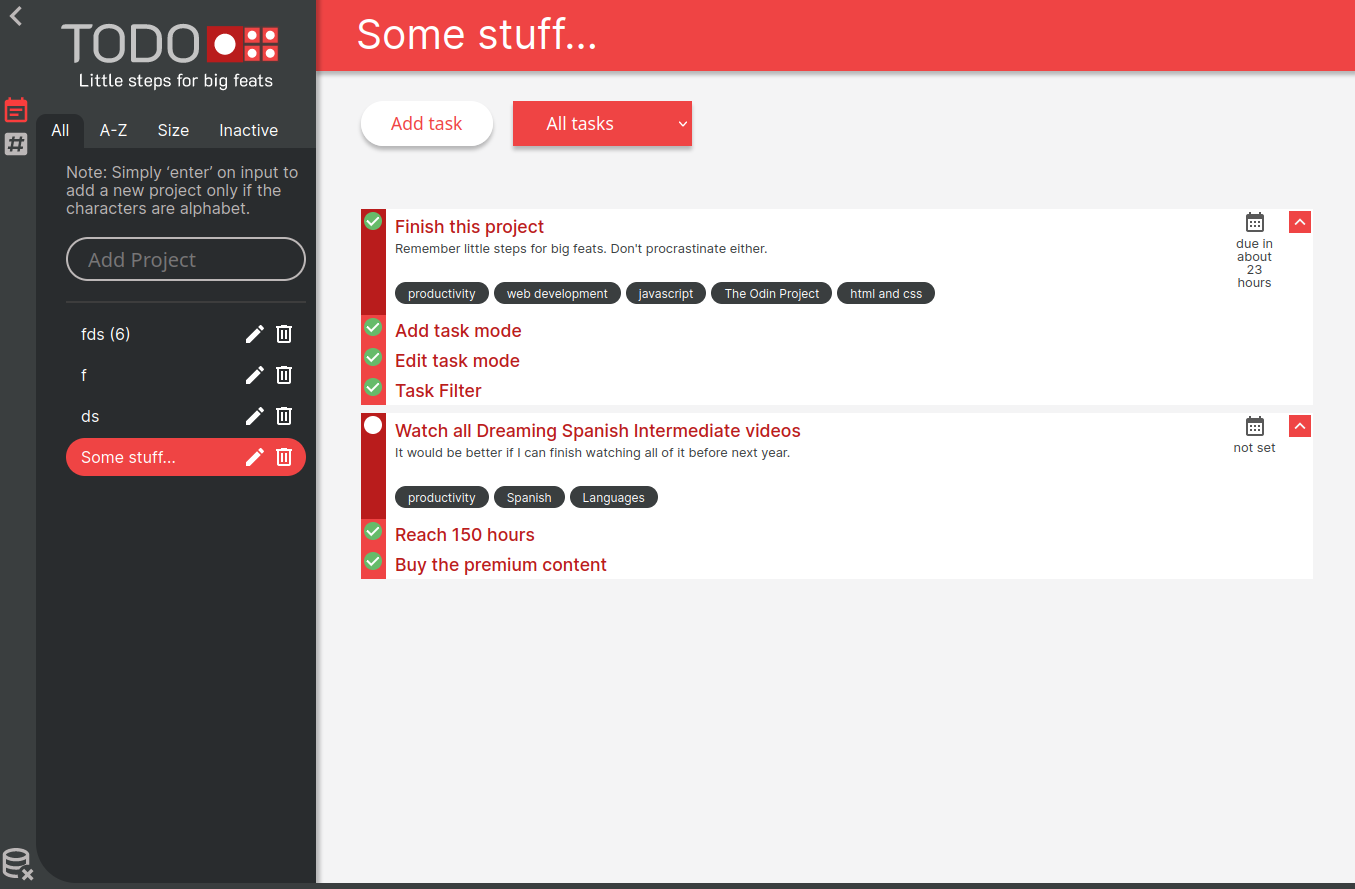 TODO
Little steps for big feats
All A-Z Size Inactive
Note: Simply ‘enter’ on input to
add a new project only if the
characters are alphabet.
Add Project
fds (6)
f
ds
Some stuff...
Some stuff...
Add task All tasks
Finish this project
Remember little steps for big feats. Don't procrastinate either.
productivity web development javascript The Odin Project html and css
due in
about
23
hours
Add task mode
Edit task mode
Task Filter
Watch all Dreaming Spanish Intermediate videos
It would be better if I can finish watching all of it before next year.
productivity Spanish Languages
not set
Reach 150 hours
Buy the premium content